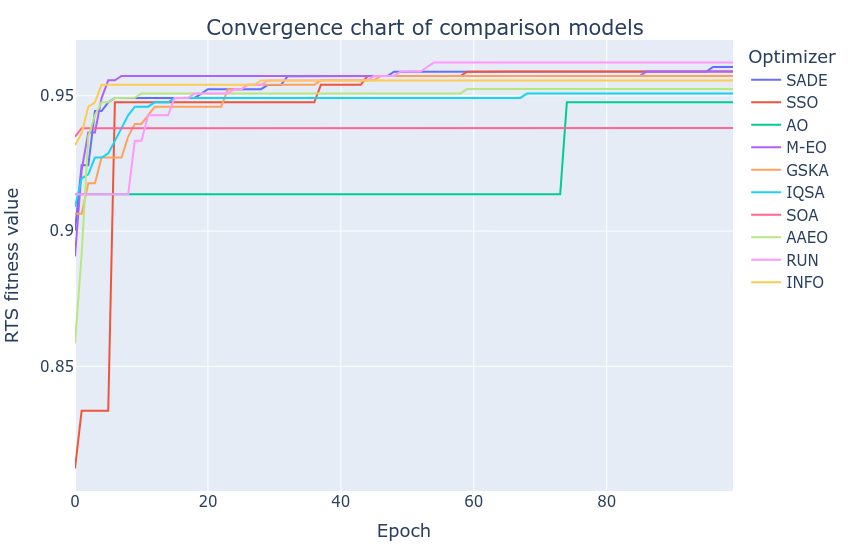 Convergence chart of comparison models
Optimizer
SADE
SSO
AO
M-EO
GSKA
IQSA
SOA
AAEO
RUN
INFO
RTS fitness value
0.95
0.9
0.85
0
20
40
60
80
Epoch